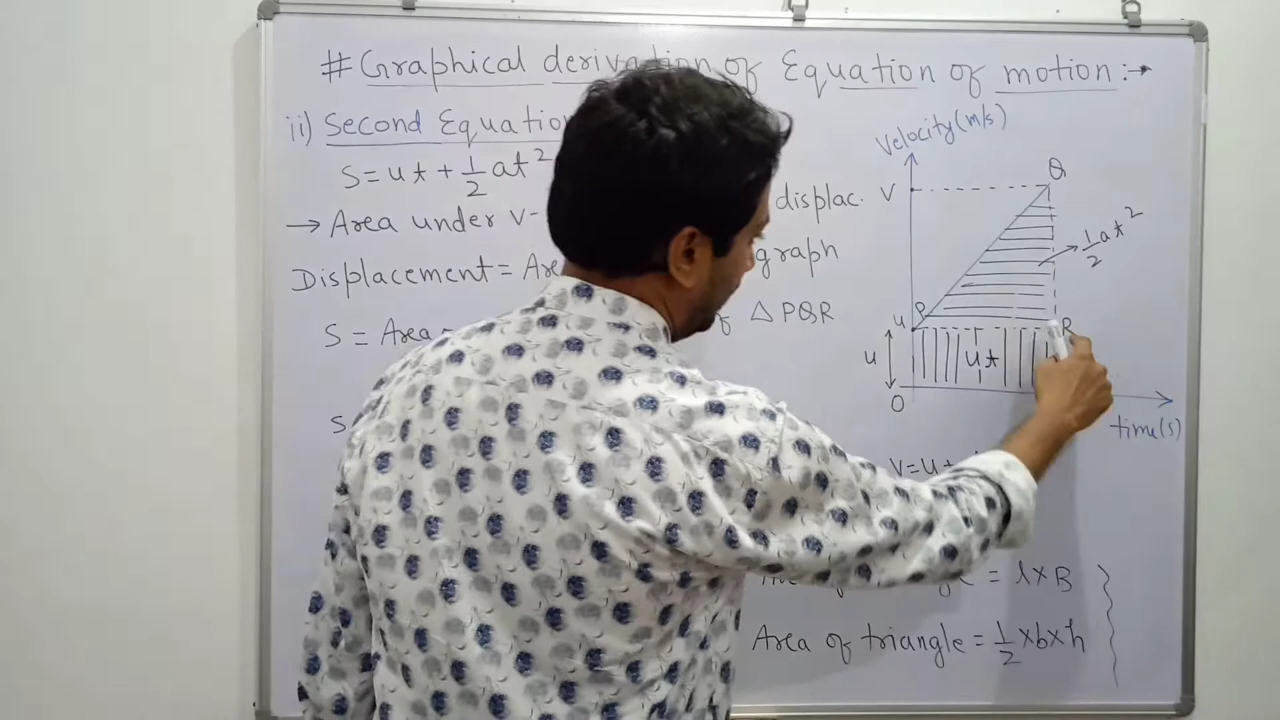 # Graphical derivation of Equation of motion :→
ii) Second Equatio
S = ut + 1/2 at²
→ Area under V- displac.
Displacement = Are graph
S = Area △ PQR
S
Velocity (m/s)
V
Q
1/2 at²
P
u
R
u
ut
O
time(s)
V = u +
= l × B
Area of triangle = 1/2 × b × h